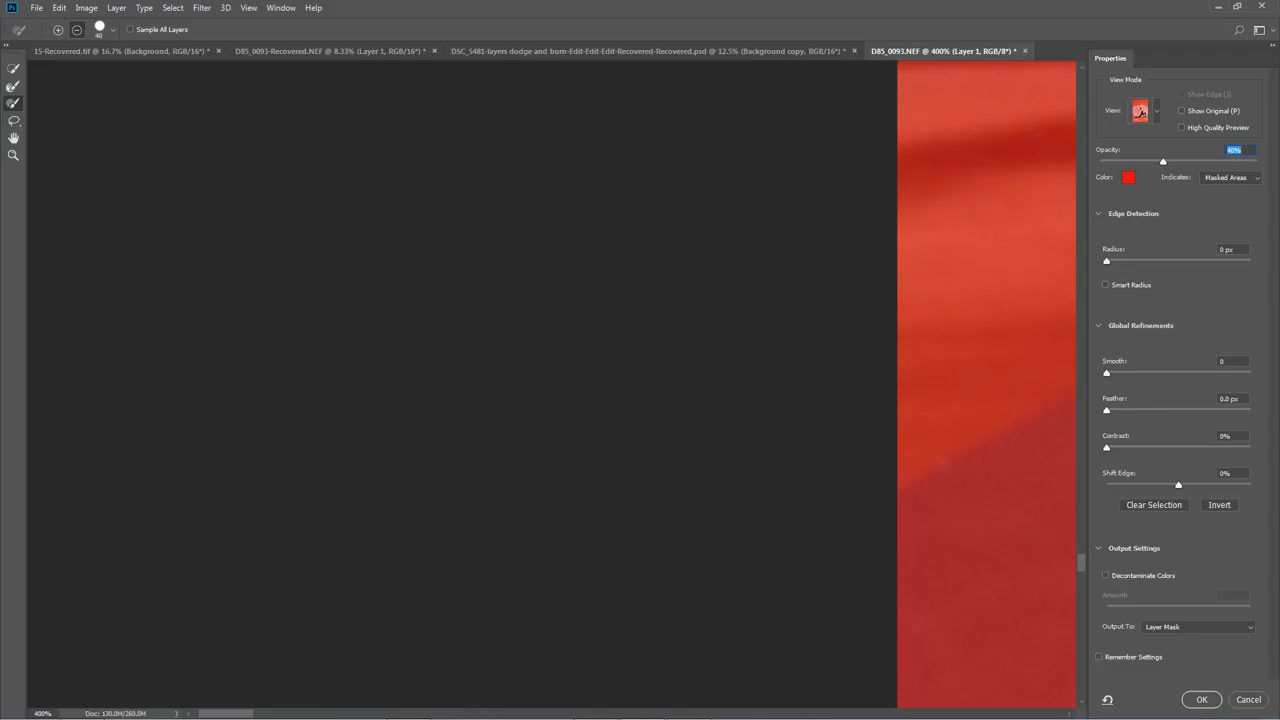 Ps File Edit Image Layer Type Select Filter 3D View Window Help
40 Sample All Layers
15-Recovered.tif @ 16.7% (Background, RGB/16*) * × D85_0093-Recovered.NEF @ 8.33% (Layer 1, RGB/16*) * × DSC_5481-layers dodge and burn-Edit-Edit-Edit-Recovered-Recovered.psd @ 12.5% (Background copy, RGB/16*) * × D85_0093.NEF @ 400% (Layer 1, RGB/8*) * ×
Properties
View Mode
Show Edge (J)
View: Show Original (P)
High Quality Preview
Opacity: 40%
Color: Indicates: Masked Areas
Edge Detection
Radius: 0 px
Smart Radius
Global Refinements
Smooth: 0
Feather: 0.0 px
Contrast: 0%
Shift Edge: 0%
Clear Selection Invert
Output Settings
Decontaminate Colors
Amount:
Output To: Layer Mask
Remember Settings
OK Cancel
400% Doc: 130.0M/260.0M